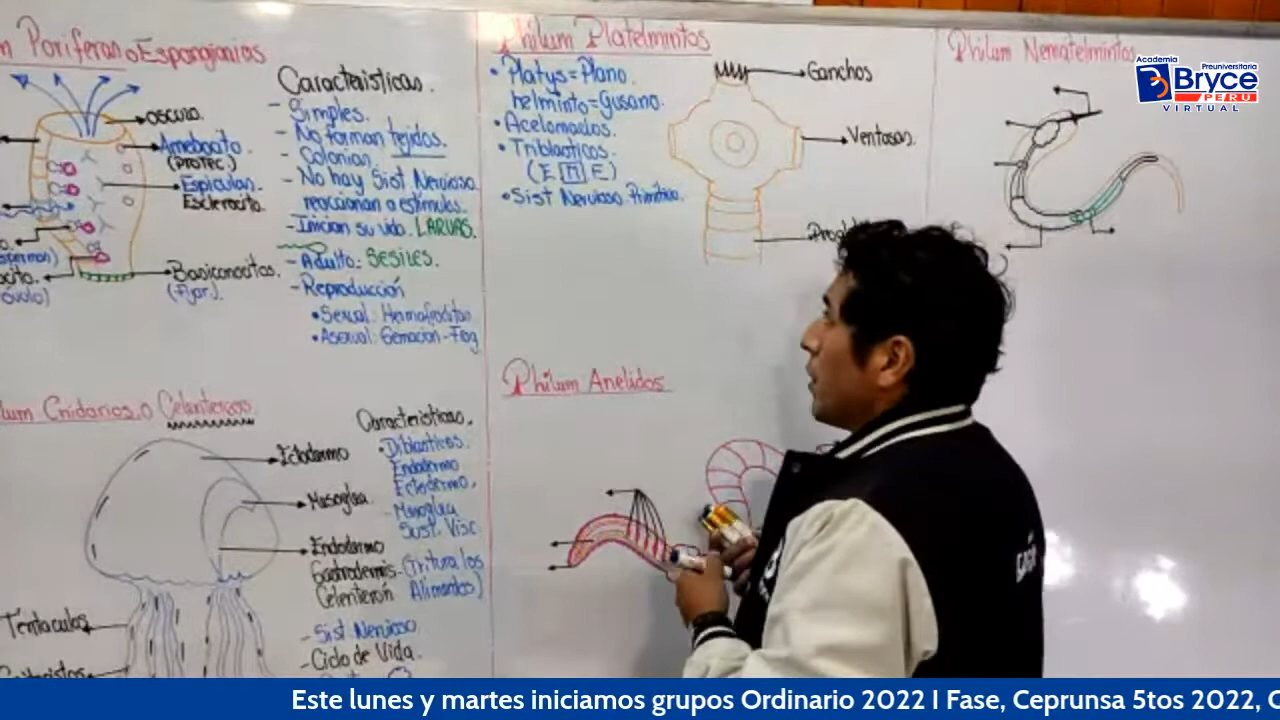 Poriferas o Espongiarios
Caracteristicas.
- Simples.
- No forman tejidos.
- Colonias.
- No hay Sist Nervioso
reaccionan a estimulos.
- Inician su vida. LARVAS.
- Adulto: SESILES.
- Reproducción
• Sexual: Hermafroditas
• Asexual: Gemacion - Frag
osculo.
Amebocito
(PROTEC.)
Espiculas.
Esclerocito.
Basiconocitos
(Fijar).
ovulo)
Philum Platelmintos
• Platys = Plano.
helminto = Gusano.
• Acelomados.
• Triblasticos.
(E M E)
• Sist Nervioso Primitivo.
Ganchos
Ventosas.
Philum Nematelmintos
Academia Preuniversitaria
Bryce
PERU
VIRTUAL
lum Cnidarios. o Celentereos
Caracteristicas.
• Diblasticos.
Endodermo
Ectodermo.
- Mesoglea
Sust. Visc
(Tritura los
Alimentos)
- Sist Nervioso
- Ciclo de Vida.
Ectodermo
Mesoglea
Endodermo
Gastrodermis
Celenteron
Tentaculos
Philum Anelidos
Este lunes y martes iniciamos grupos Ordinario 2022 I Fase, Ceprunsa 5tos 2022, C